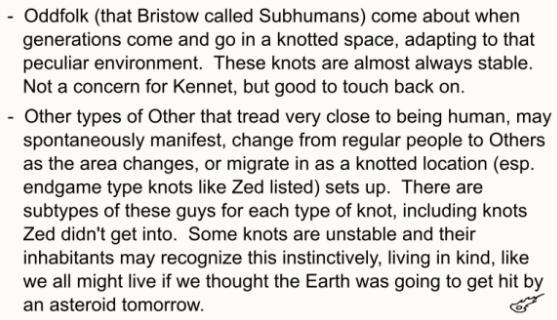 - Oddfolk (that Bristow called Subhumans) come about when
generations come and go in a knotted space, adapting to that
peculiar environment.  These knots are almost always stable.
Not a concern for Kennet, but good to touch back on.
- Other types of Other that tread very close to being human, may
spontaneously manifest, change from regular people to Others
as the area changes, or migrate in as a knotted location (esp.
endgame type knots like Zed listed) sets up.  There are
subtypes of these guys for each type of knot, including knots
Zed didn't get into.  Some knots are unstable and their
inhabitants may recognize this instinctively, living in kind, like
we all might live if we thought the Earth was going to get hit by
an asteroid tomorrow.